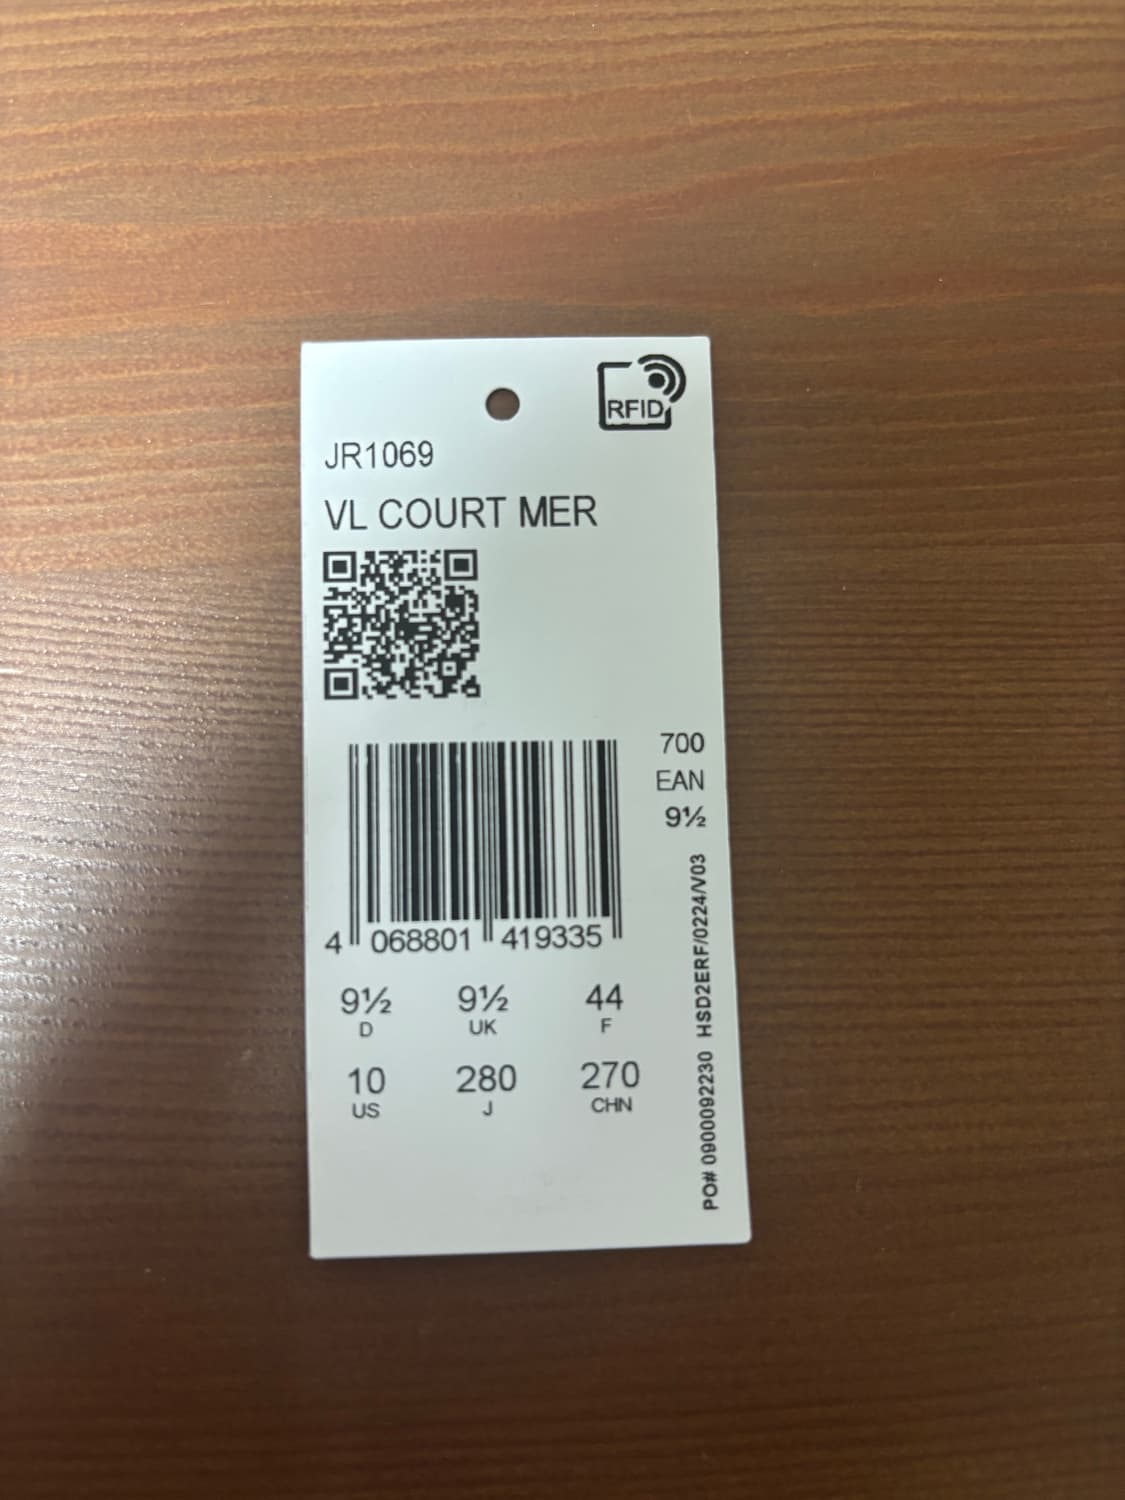 RFID
JR1069
VL COURT MER
700
EAN
9½
4 068801 419335
9½ 9½ 44
D UK F
10 280 270
US J CHN
PO# 0900092230 HSD2ERF/0224/V03